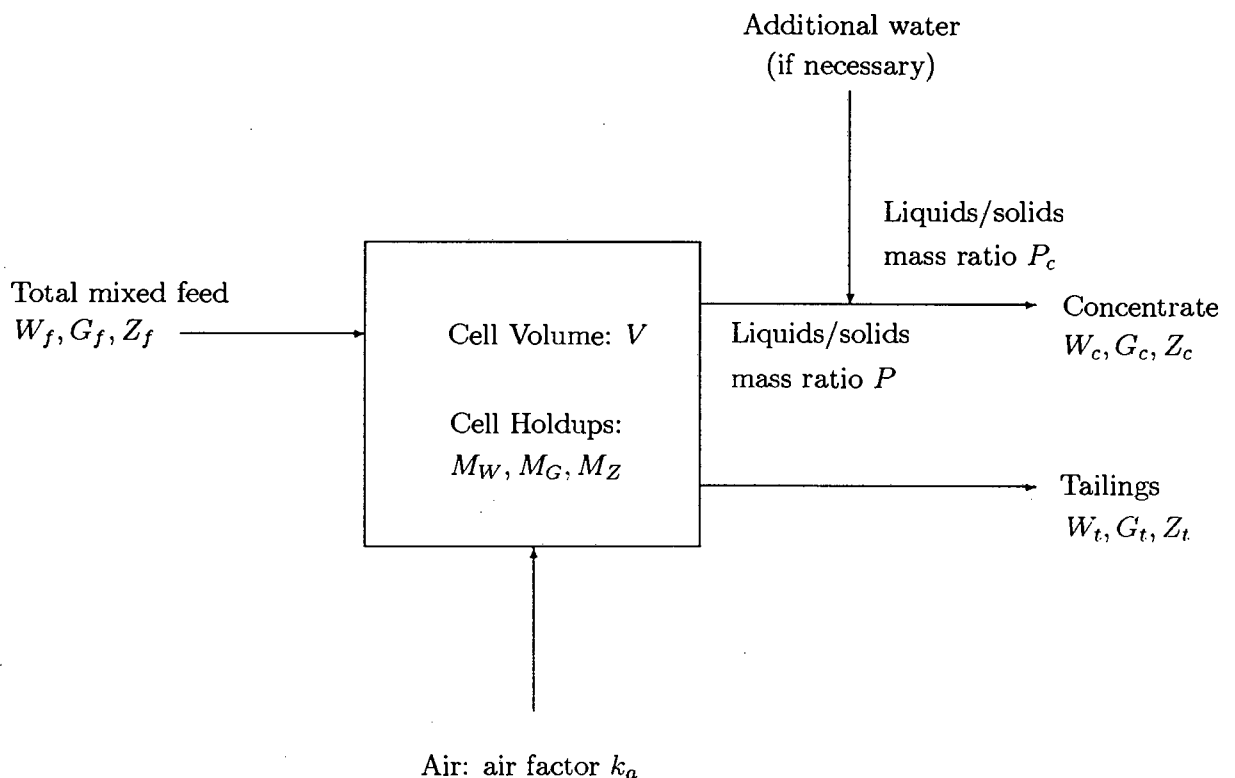 Additional water
(if necessary)
Liquids/solids
mass ratio P_c
Total mixed feed
W_f, G_f, Z_f
Cell Volume: V
Liquids/solids
mass ratio P
Concentrate
W_c, G_c, Z_c
Cell Holdups:
M_W, M_G, M_Z
Tailings
W_t, G_t, Z_t
Air: air factor k_a